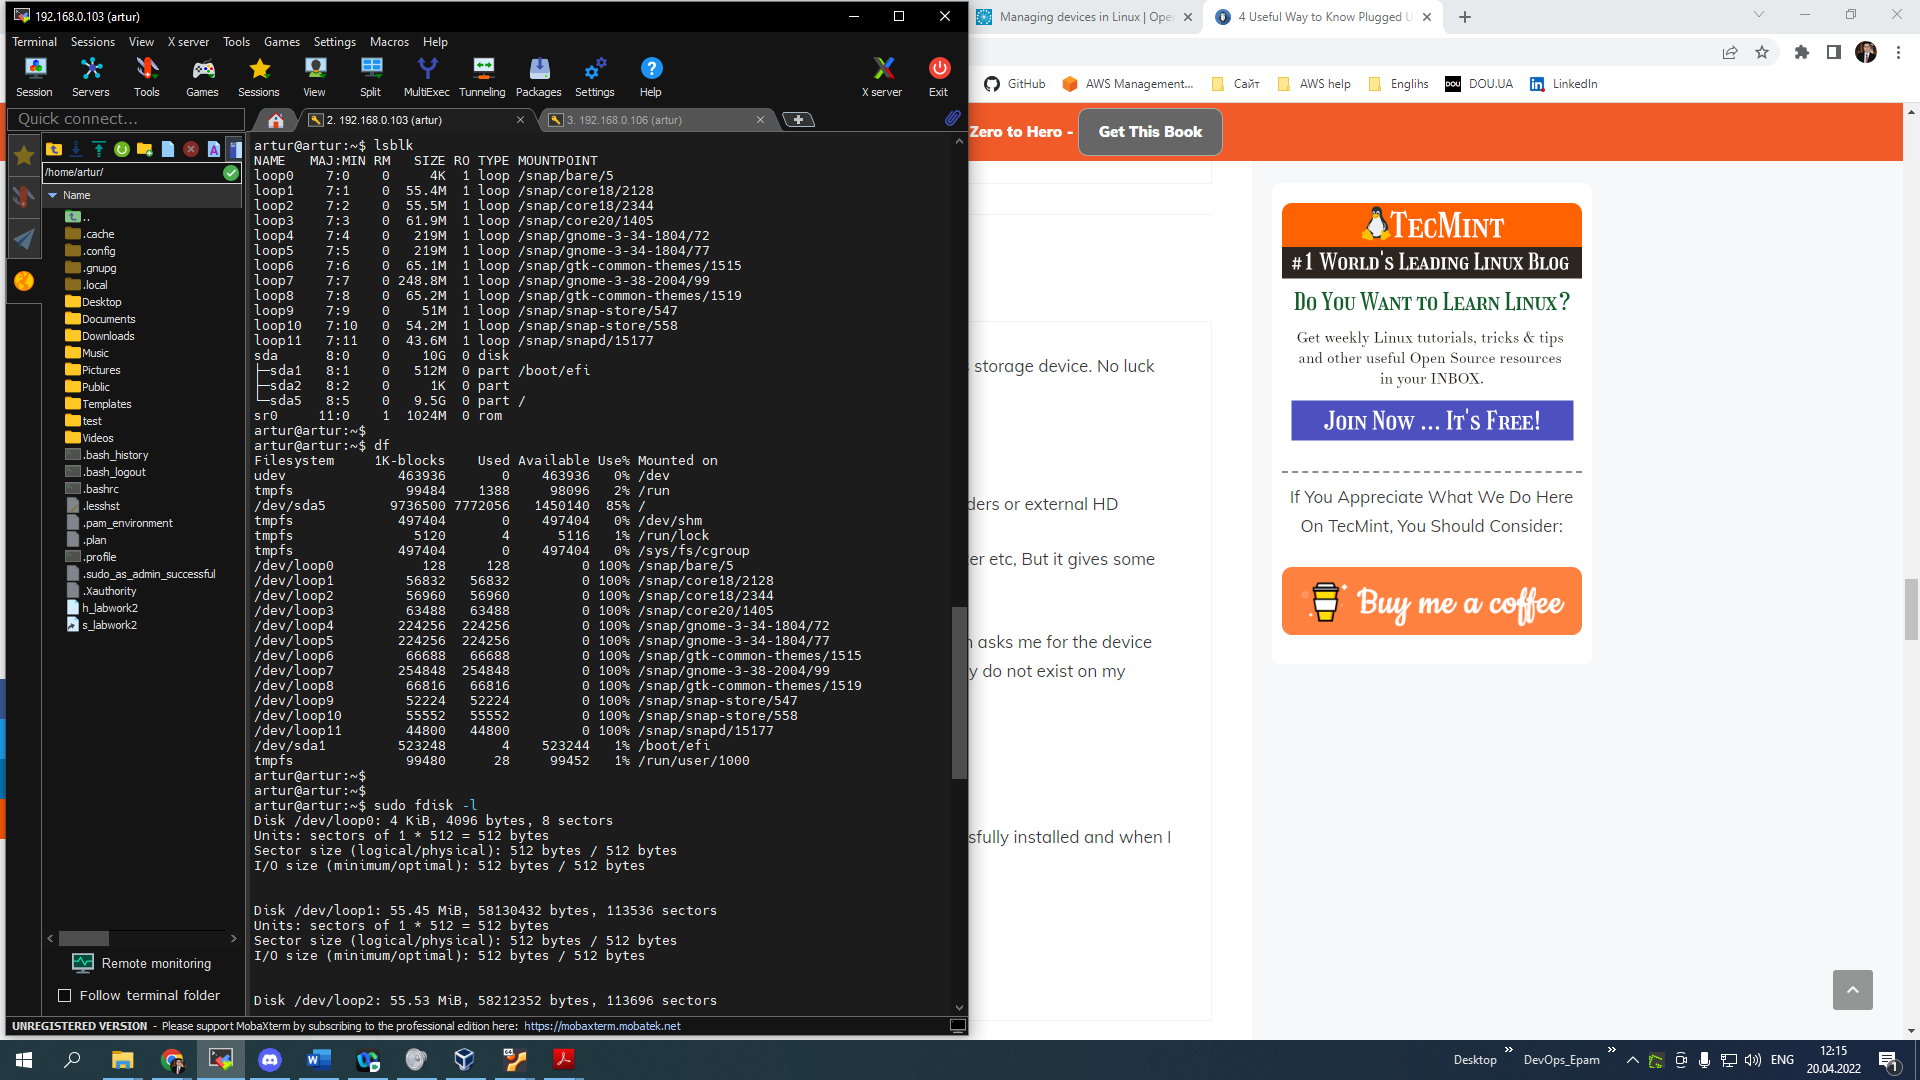 192.168.0.103 (artur)
Terminal Sessions View X server Tools Games Settings Macros Help
Session Servers Tools Games Sessions View Split MultiExec Tunneling Packages Settings Help X server Exit
Quick connect...
2. 192.168.0.103 (artur)
3. 192.168.0.106 (artur)
/home/artur/
Name
..
.cache
.config
.gnupg
.local
Desktop
Documents
Downloads
Music
Pictures
Public
Templates
test
Videos
.bash_history
.bash_logout
.bashrc
.lesshst
.pam_environment
.plan
.profile
.sudo_as_admin_successful
.Xauthority
h_labwork2
s_labwork2
Remote monitoring
Follow terminal folder
artur@artur:~$ lsblk
NAME MAJ:MIN RM SIZE RO TYPE MOUNTPOINT
loop0 7:0 0 4K 1 loop /snap/bare/5
loop1 7:1 0 55.4M 1 loop /snap/core18/2128
loop2 7:2 0 55.5M 1 loop /snap/core18/2344
loop3 7:3 0 61.9M 1 loop /snap/core20/1405
loop4 7:4 0 219M 1 loop /snap/gnome-3-34-1804/72
loop5 7:5 0 219M 1 loop /snap/gnome-3-34-1804/77
loop6 7:6 0 65.1M 1 loop /snap/gtk-common-themes/1515
loop7 7:7 0 248.8M 1 loop /snap/gnome-3-38-2004/99
loop8 7:8 0 65.2M 1 loop /snap/gtk-common-themes/1519
loop9 7:9 0 51M 1 loop /snap/snap-store/547
loop10 7:10 0 54.2M 1 loop /snap/snap-store/558
loop11 7:11 0 43.6M 1 loop /snap/snapd/15177
sda 8:0 0 10G 0 disk
├─sda1 8:1 0 512M 0 part /boot/efi
├─sda2 8:2 0 1K 0 part
└─sda5 8:5 0 9.5G 0 part /
sr0 11:0 1 1024M 0 rom
artur@artur:~$
artur@artur:~$ df
Filesystem 1K-blocks Used Available Use% Mounted on
udev 463936 0 463936 0% /dev
tmpfs 99484 1388 98096 2% /run
/dev/sda5 9736500 7772056 1450140 85% /
tmpfs 497404 0 497404 0% /dev/shm
tmpfs 5120 4 5116 1% /run/lock
tmpfs 497404 0 497404 0% /sys/fs/cgroup
/dev/loop0 128 128 0 100% /snap/bare/5
/dev/loop1 56832 56832 0 100% /snap/core18/2128
/dev/loop2 56960 56960 0 100% /snap/core18/2344
/dev/loop3 63488 63488 0 100% /snap/core20/1405
/dev/loop4 224256 224256 0 100% /snap/gnome-3-34-1804/72
/dev/loop5 224256 224256 0 100% /snap/gnome-3-34-1804/77
/dev/loop6 66688 66688 0 100% /snap/gtk-common-themes/1515
/dev/loop7 254848 254848 0 100% /snap/gnome-3-38-2004/99
/dev/loop8 66816 66816 0 100% /snap/gtk-common-themes/1519
/dev/loop9 52224 52224 0 100% /snap/snap-store/547
/dev/loop10 55552 55552 0 100% /snap/snap-store/558
/dev/loop11 44800 44800 0 100% /snap/snapd/15177
/dev/sda1 523248 4 523244 1% /boot/efi
tmpfs 99480 28 99452 1% /run/user/1000
artur@artur:~$
artur@artur:~$
artur@artur:~$ sudo fdisk -l
Disk /dev/loop0: 4 KiB, 4096 bytes, 8 sectors
Units: sectors of 1 * 512 = 512 bytes
Sector size (logical/physical): 512 bytes / 512 bytes
I/O size (minimum/optimal): 512 bytes / 512 bytes
Disk /dev/loop1: 55.45 MiB, 58130432 bytes, 113536 sectors
Units: sectors of 1 * 512 = 512 bytes
Sector size (logical/physical): 512 bytes / 512 bytes
I/O size (minimum/optimal): 512 bytes / 512 bytes
Disk /dev/loop2: 55.53 MiB, 58212352 bytes, 113696 sectors
UNREGISTERED VERSION - Please support MobaXterm by subscribing to the professional edition here: https://mobaxterm.mobatek.net
Managing devices in Linux | Ope
4 Useful Way to Know Plugged U
GitHub AWS Management... Сайт AWS help Englihs DOU.UA LinkedIn
Zero to Hero - Get This Book
storage device. No luck
ders or external HD
er etc, But it gives some
asks me for the device
y do not exist on my
sfully installed and when I
TecMint
#1 World's Leading Linux Blog
Do You Want to Learn Linux?
Get weekly Linux tutorials, tricks & tips
and other useful Open Source resources
in your INBOX.
Join Now ... It's Free!
If You Appreciate What We Do Here
On TecMint, You Should Consider:
Buy me a coffee
Desktop » DevOps_Epam » ENG
12:15
20.04.2022
1